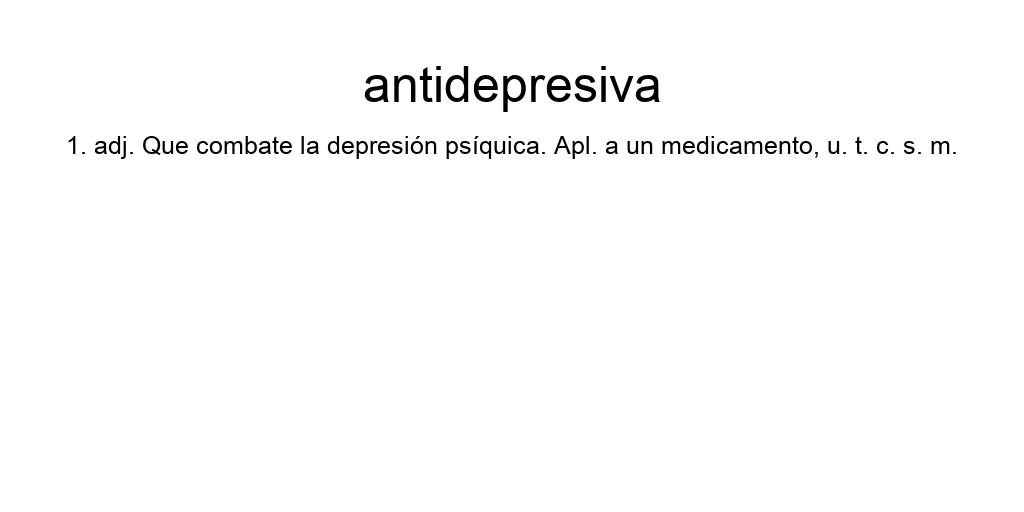 antidepresiva
1. adj. Que combate la depresión psíquica. Apl. a un medicamento, u. t. c. s. m.